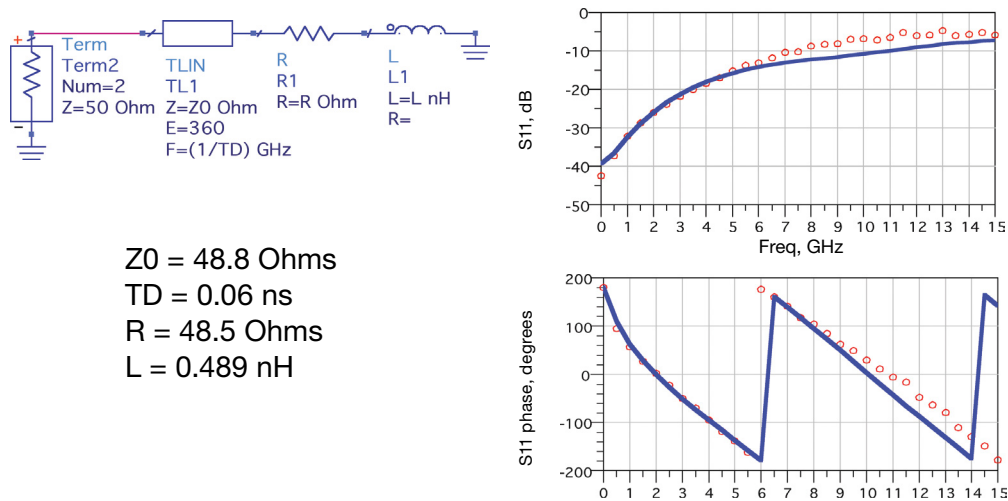 +
Term
Term2
Num=2
Z=50 Ohm
−
TLIN
TL1
Z=Z0 Ohm
E=360
F=(1/TD) GHz
R
R1
R=R Ohm
L
L1
L=L nH
R=
Z0 = 48.8 Ohms
TD = 0.06 ns
R = 48.5 Ohms
L = 0.489 nH
S11, dB
0
-10
-20
-30
-40
-50
0 1 2 3 4 5 6 7 8 9 10 11 12 13 14 15
Freq, GHz
S11 phase, degrees
200
100
0
-100
-200
0 1 2 3 4 5 6 7 8 9 10 11 12 13 14 15